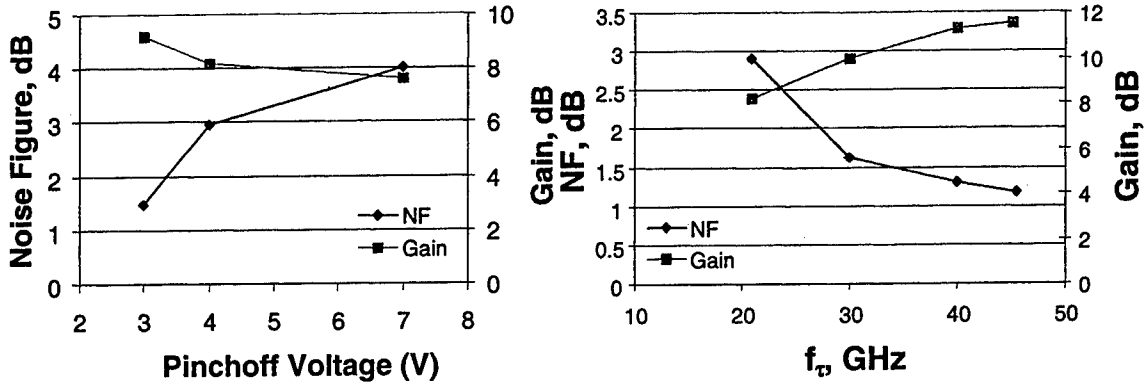 5
4
3
2
1
0
Noise Figure, dB
10
8
6
4
2
0
Gain, dB
NF
Gain
2 3 4 5 6 7 8
Pinchoff Voltage (V)
3.5
3
2.5
2
1.5
1
0.5
0
NF, dB
12
10
8
6
4
2
0
Gain, dB
NF
Gain
10 20 30 40 50
fτ, GHz